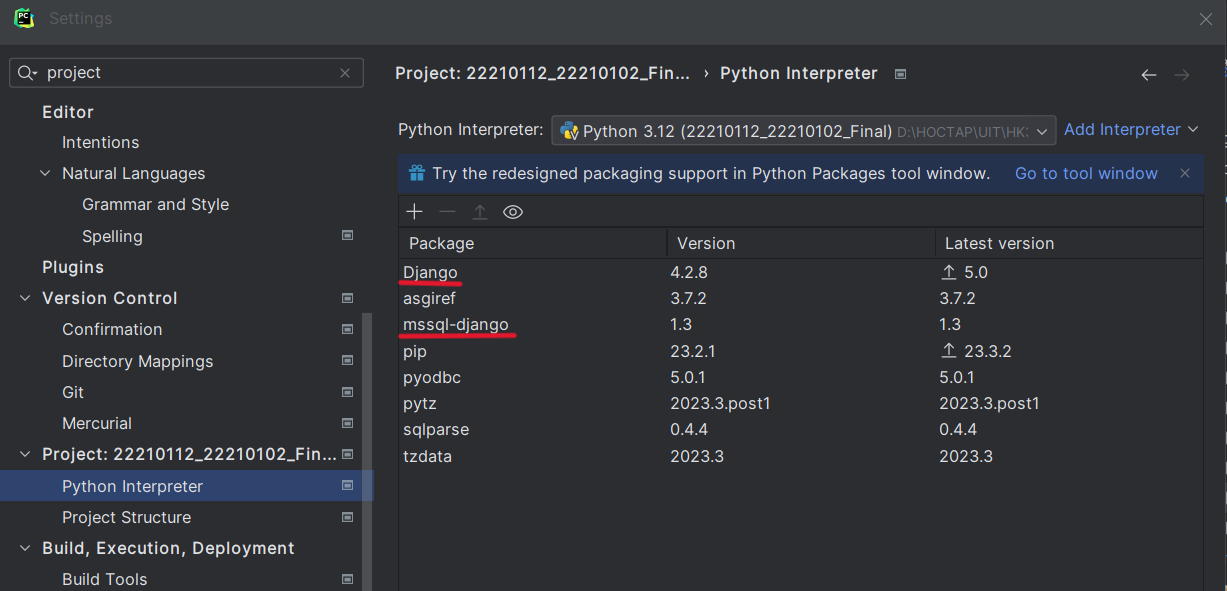 PC
Settings
project
Editor
Intentions
Natural Languages
Grammar and Style
Spelling
Plugins
Version Control
Confirmation
Directory Mappings
Git
Mercurial
Project: 22210112_22210102_Fin...
Python Interpreter
Project Structure
Build, Execution, Deployment
Build Tools
Project: 22210112_22210102_Fin... › Python Interpreter
Python Interpreter: Python 3.12 (22210112_22210102_Final) D:\HOCTAP\UIT\HK: Add Interpreter
Try the redesigned packaging support in Python Packages tool window. Go to tool window
Package Version Latest version
Django 4.2.8 5.0
asgiref 3.7.2 3.7.2
mssql-django 1.3 1.3
pip 23.2.1 23.3.2
pyodbc 5.0.1 5.0.1
pytz 2023.3.post1 2023.3.post1
sqlparse 0.4.4 0.4.4
tzdata 2023.3 2023.3